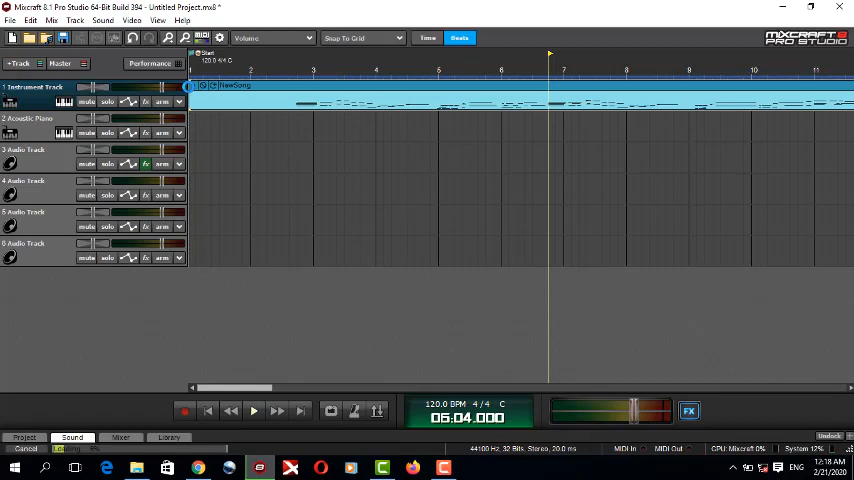 Mixcraft 8.1 Pro Studio 64-Bit Build 394 - Untitled Project.mx8 *
File Edit Mix Track Sound Video View Help
MIDI
Volume
Snap To Grid
Time
Beats
MIXCRAFT 8
PRO STUDIO
+Track
Master
Performance
Start
120.0 4/4 C
1 2 3 4 5 6 7 8 9 10 11
1 Instrument Track
NewSong
mute solo fx arm
2 Acoustic Piano
mute solo fx arm
3 Audio Track
mute solo fx arm
4 Audio Track
mute solo fx arm
5 Audio Track
mute solo fx arm
6 Audio Track
mute solo fx arm
120.0 BPM 4 / 4 C
06:04.000
FX
Project Sound Mixer Library
Undock
Cancel
Loading 6%
44100 Hz, 32 Bits, Stereo, 20.0 ms
MIDI In
MIDI Out
CPU: Mixcraft 0%
System 12%
ENG
12:18 AM
2/21/2020